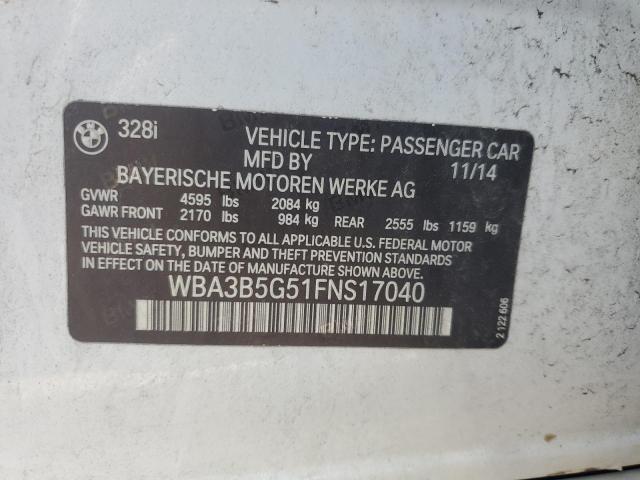 BMW 328i
VEHICLE TYPE: PASSENGER CAR
MFD BY 11/14
BAYERISCHE MOTOREN WERKE AG
GVWR 4595 lbs 2084 kg
GAWR FRONT 2170 lbs 984 kg REAR 2555 lbs 1159 kg
THIS VEHICLE CONFORMS TO ALL APPLICABLE U.S. FEDERAL MOTOR
VEHICLE SAFETY, BUMPER AND THEFT PREVENTION STANDARDS
IN EFFECT ON THE DATE OF MANUFACTURE SHOWN ABOVE.
WBA3B5G51FNS17040
2 122 606